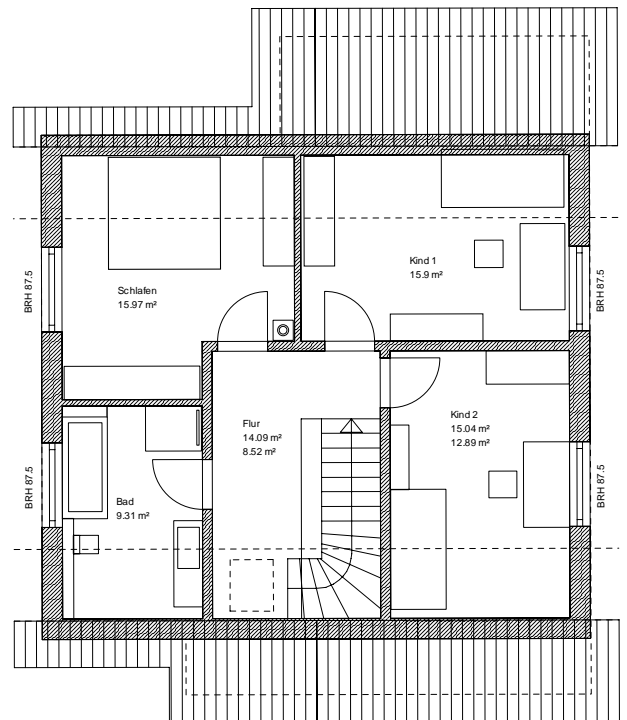 BRH 87.5
Schlafen
15.97 m²
Kind 1
15.9 m²
BRH 87.5
BRH 87.5
Bad
9.31 m²
Flur
14.09 m²
8.52 m²
Kind 2
15.04 m²
12.89 m²
BRH 87.5